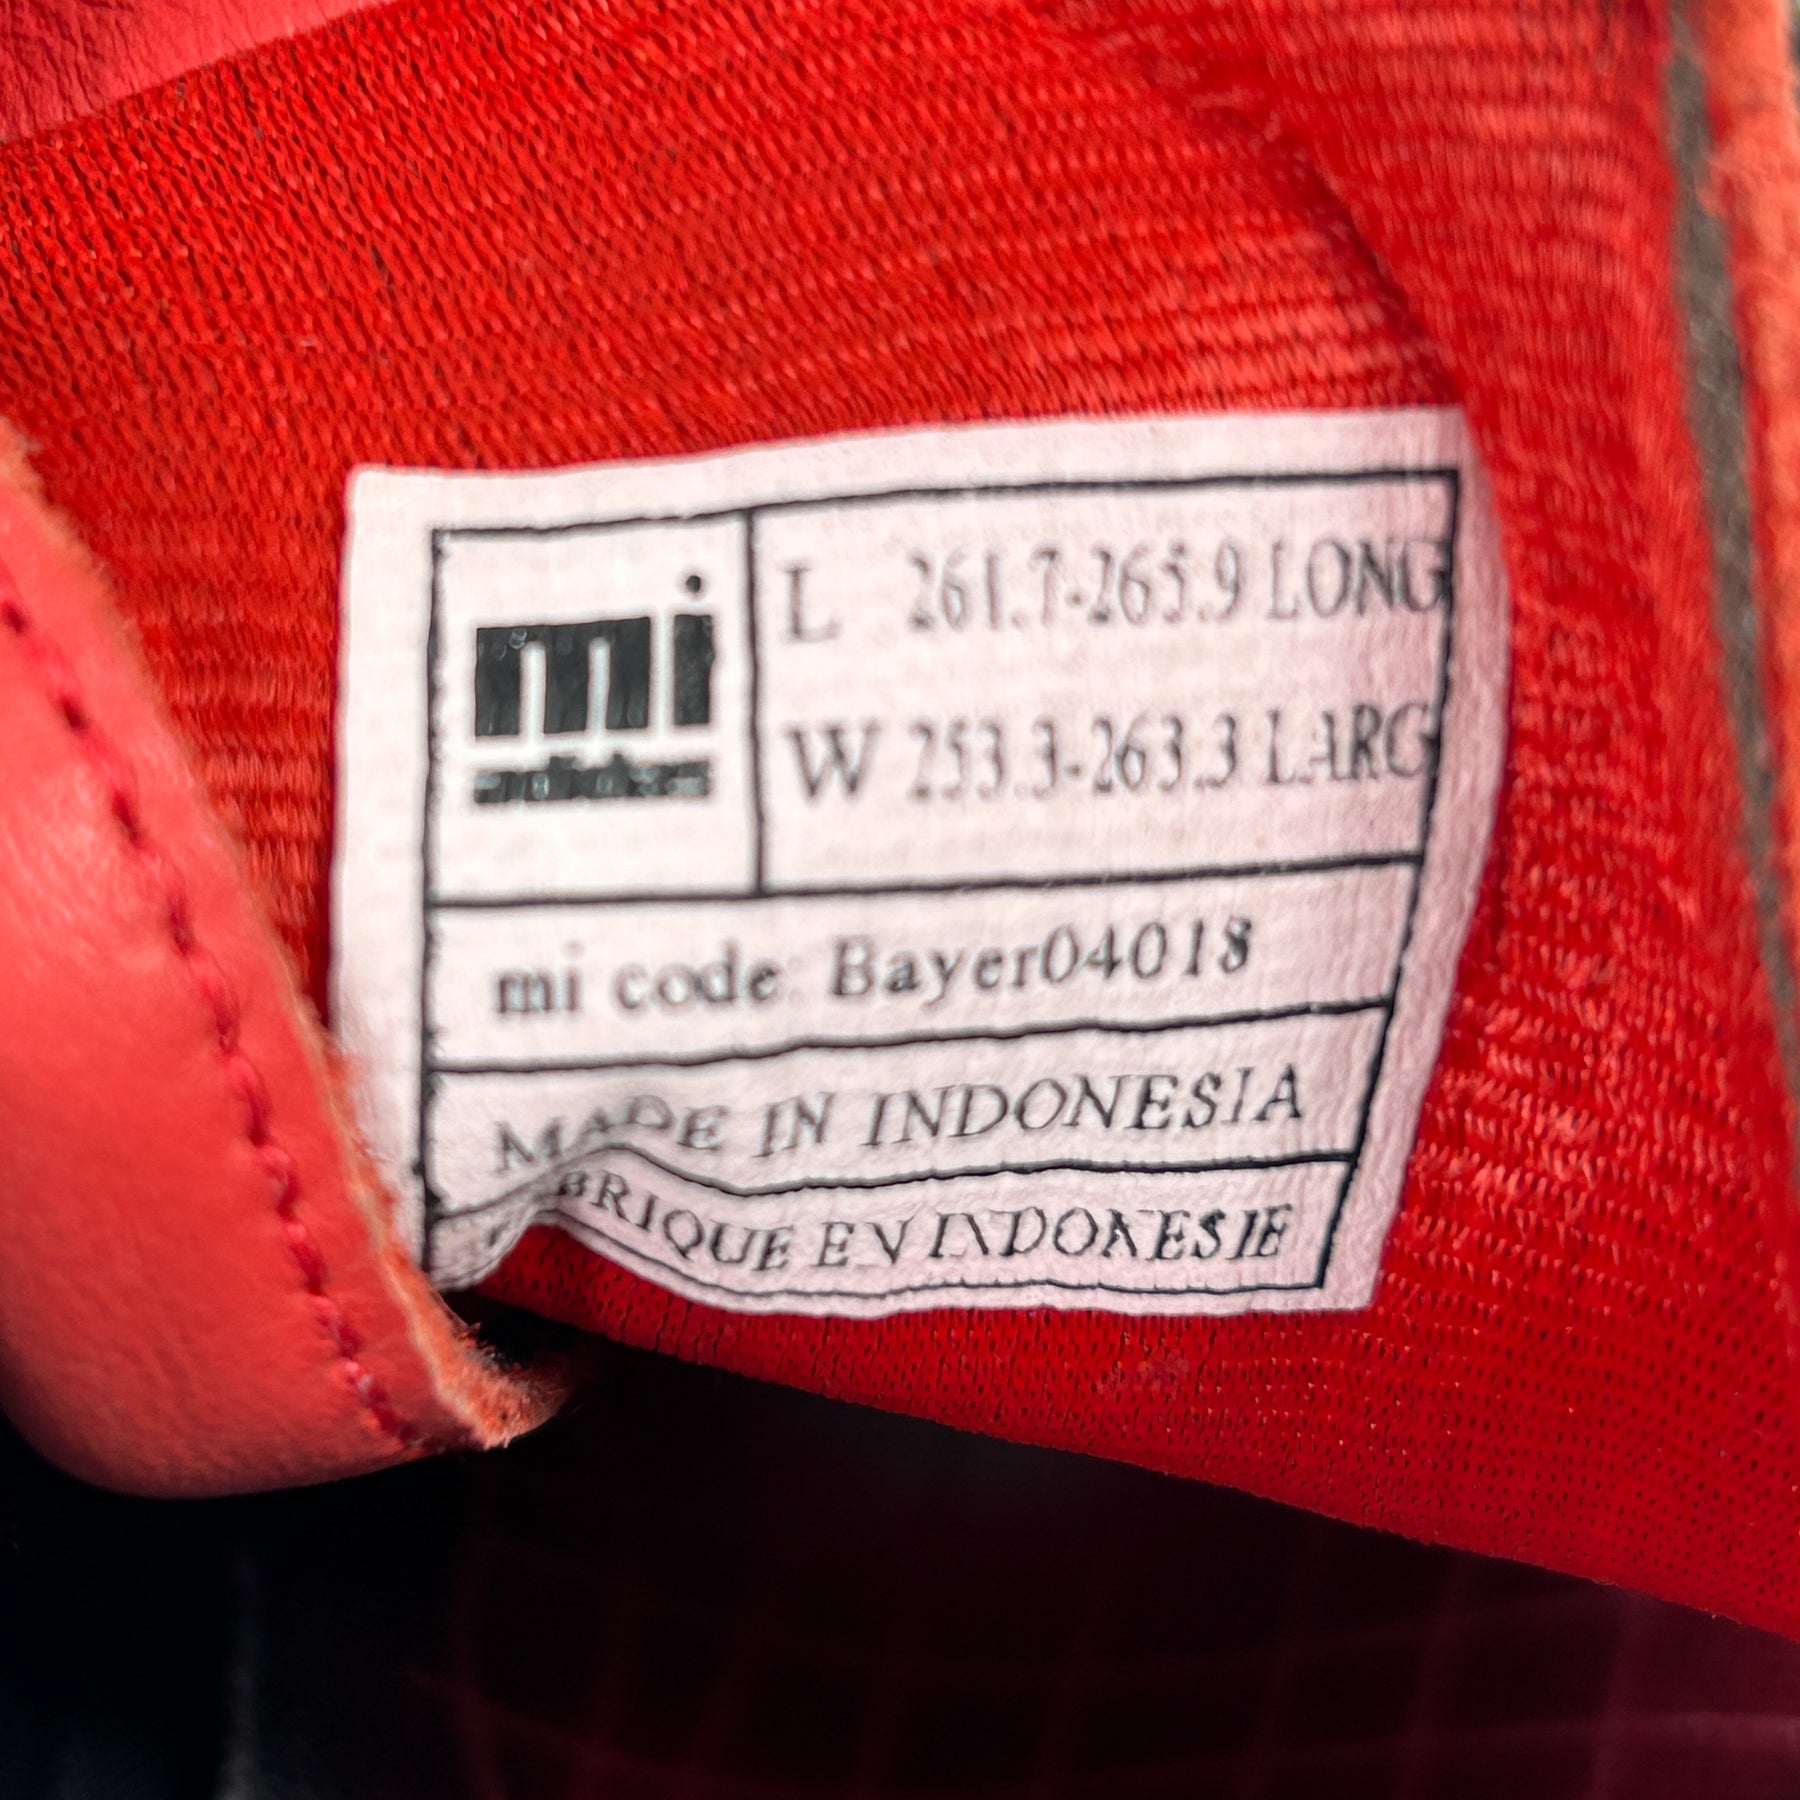 mi
adidas
L 261.7-265.9 LONG
W 253.3-263.3 LARG
mi code: Bayer04018
MADE IN INDONESIA
BRIQUE EN INDONESIE